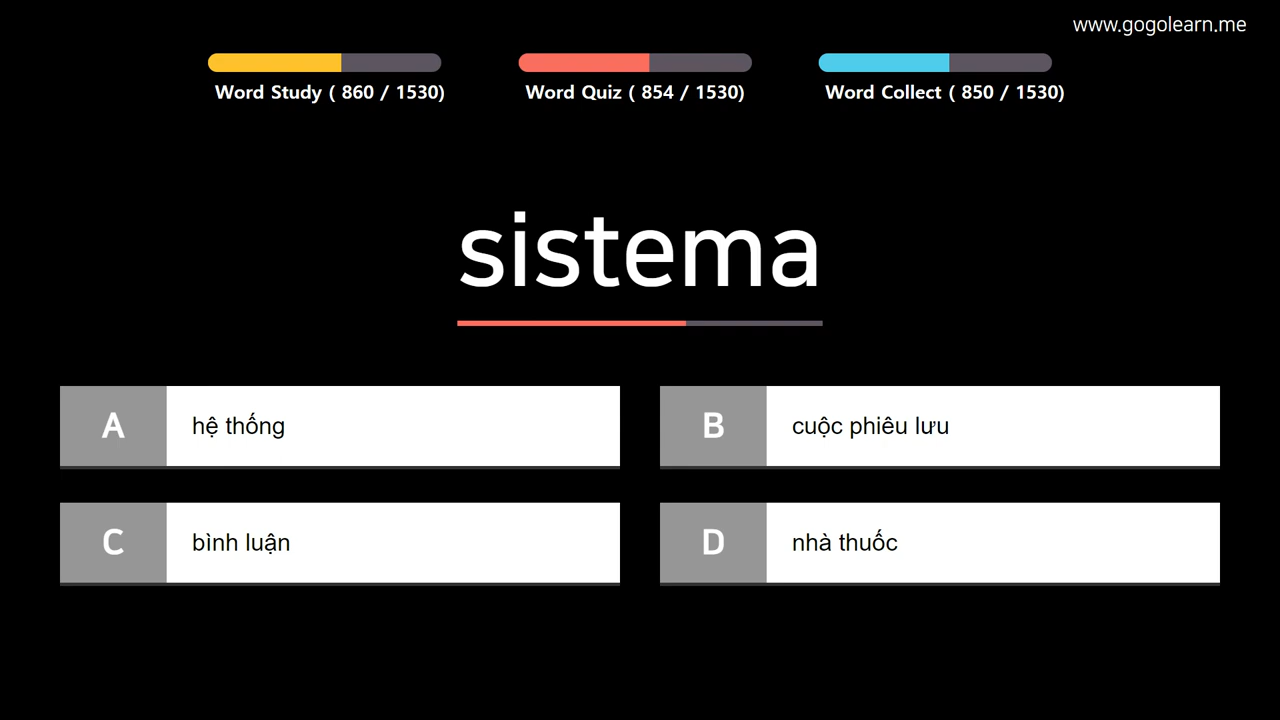 www.gogolearn.me
Word Study ( 860 / 1530)
Word Quiz ( 854 / 1530)
Word Collect ( 850 / 1530)
sistema
A
hệ thống
B
cuộc phiêu lưu
C
bình luận
D
nhà thuốc